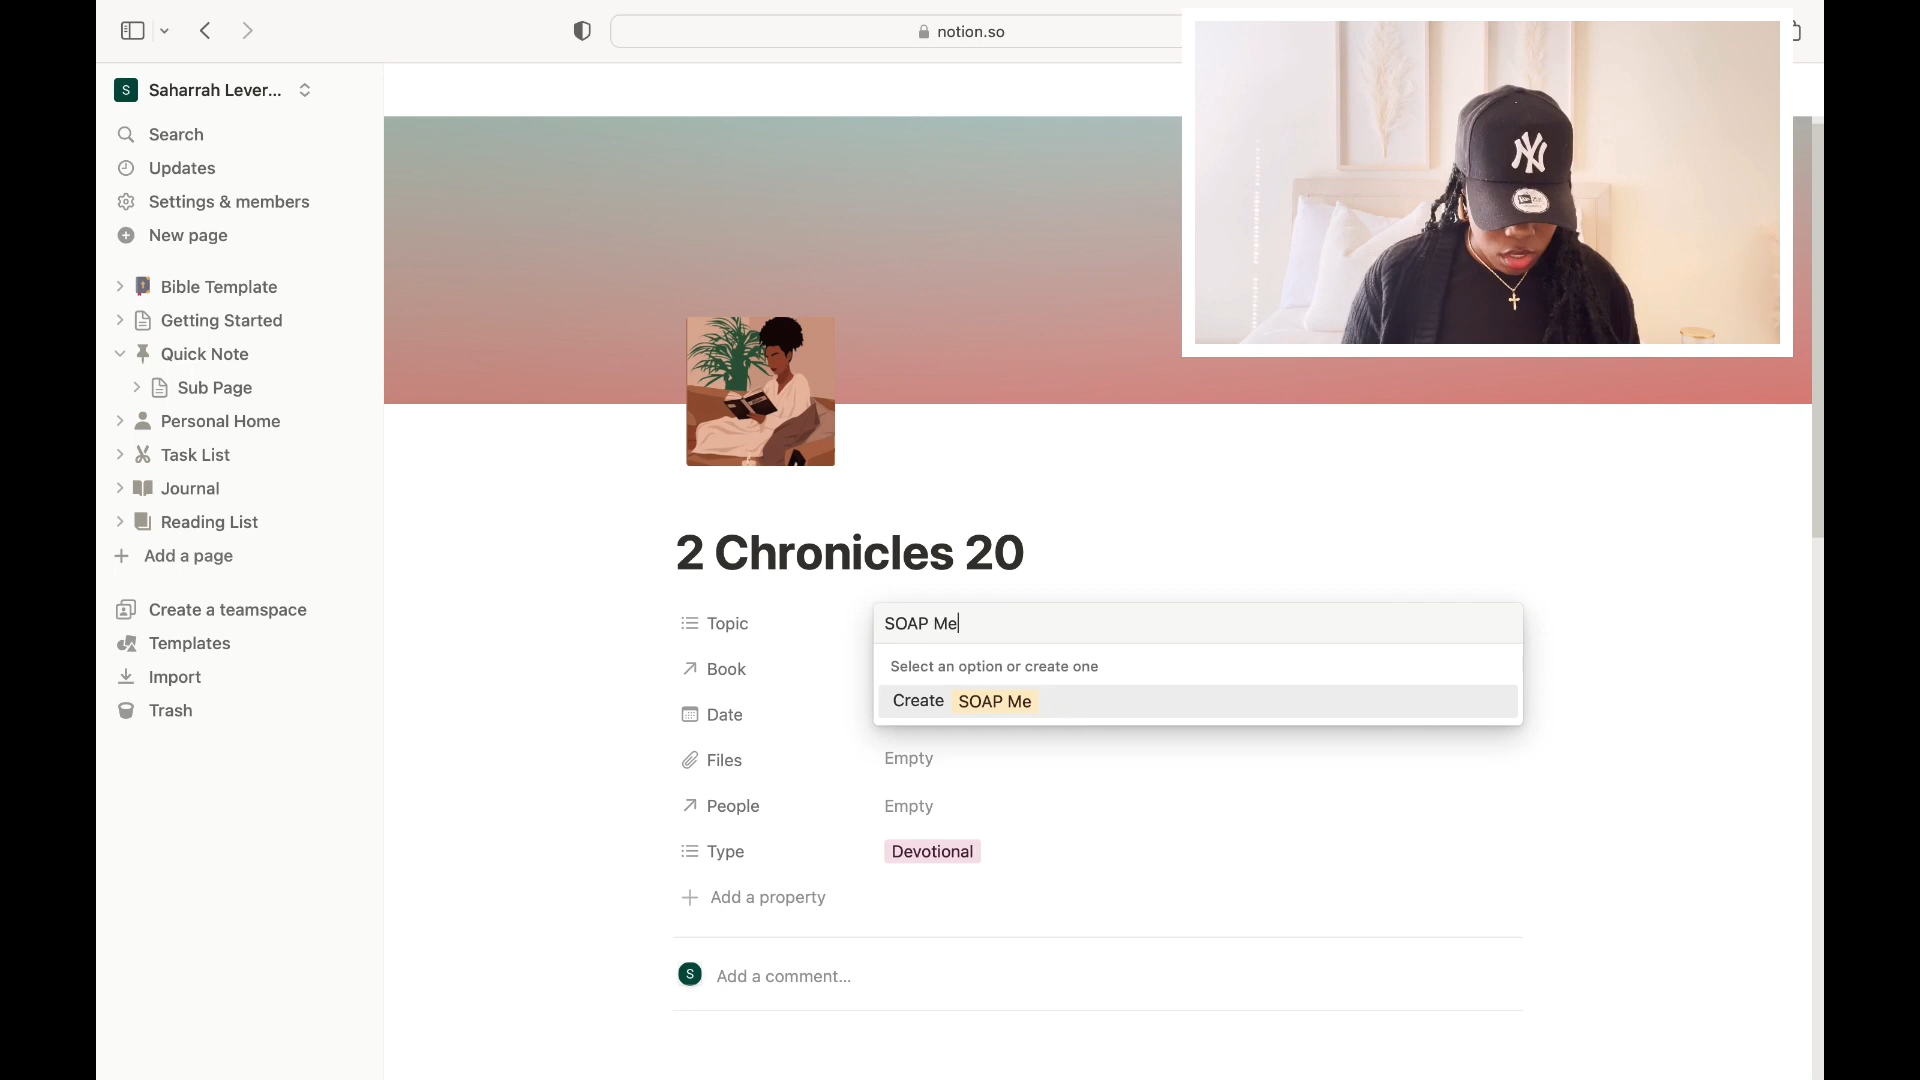 notion.so
S Saharrah Lever...
Search
Updates
Settings & members
New page
Bible Template
Getting Started
Quick Note
Sub Page
Personal Home
Task List
Journal
Reading List
Add a page
Create a teamspace
Templates
Import
Trash
NY
2 Chronicles 20
Topic SOAP Me
Select an option or create one
Book
Create SOAP Me
Date
Files Empty
People Empty
Type Devotional
Add a property
S Add a comment...